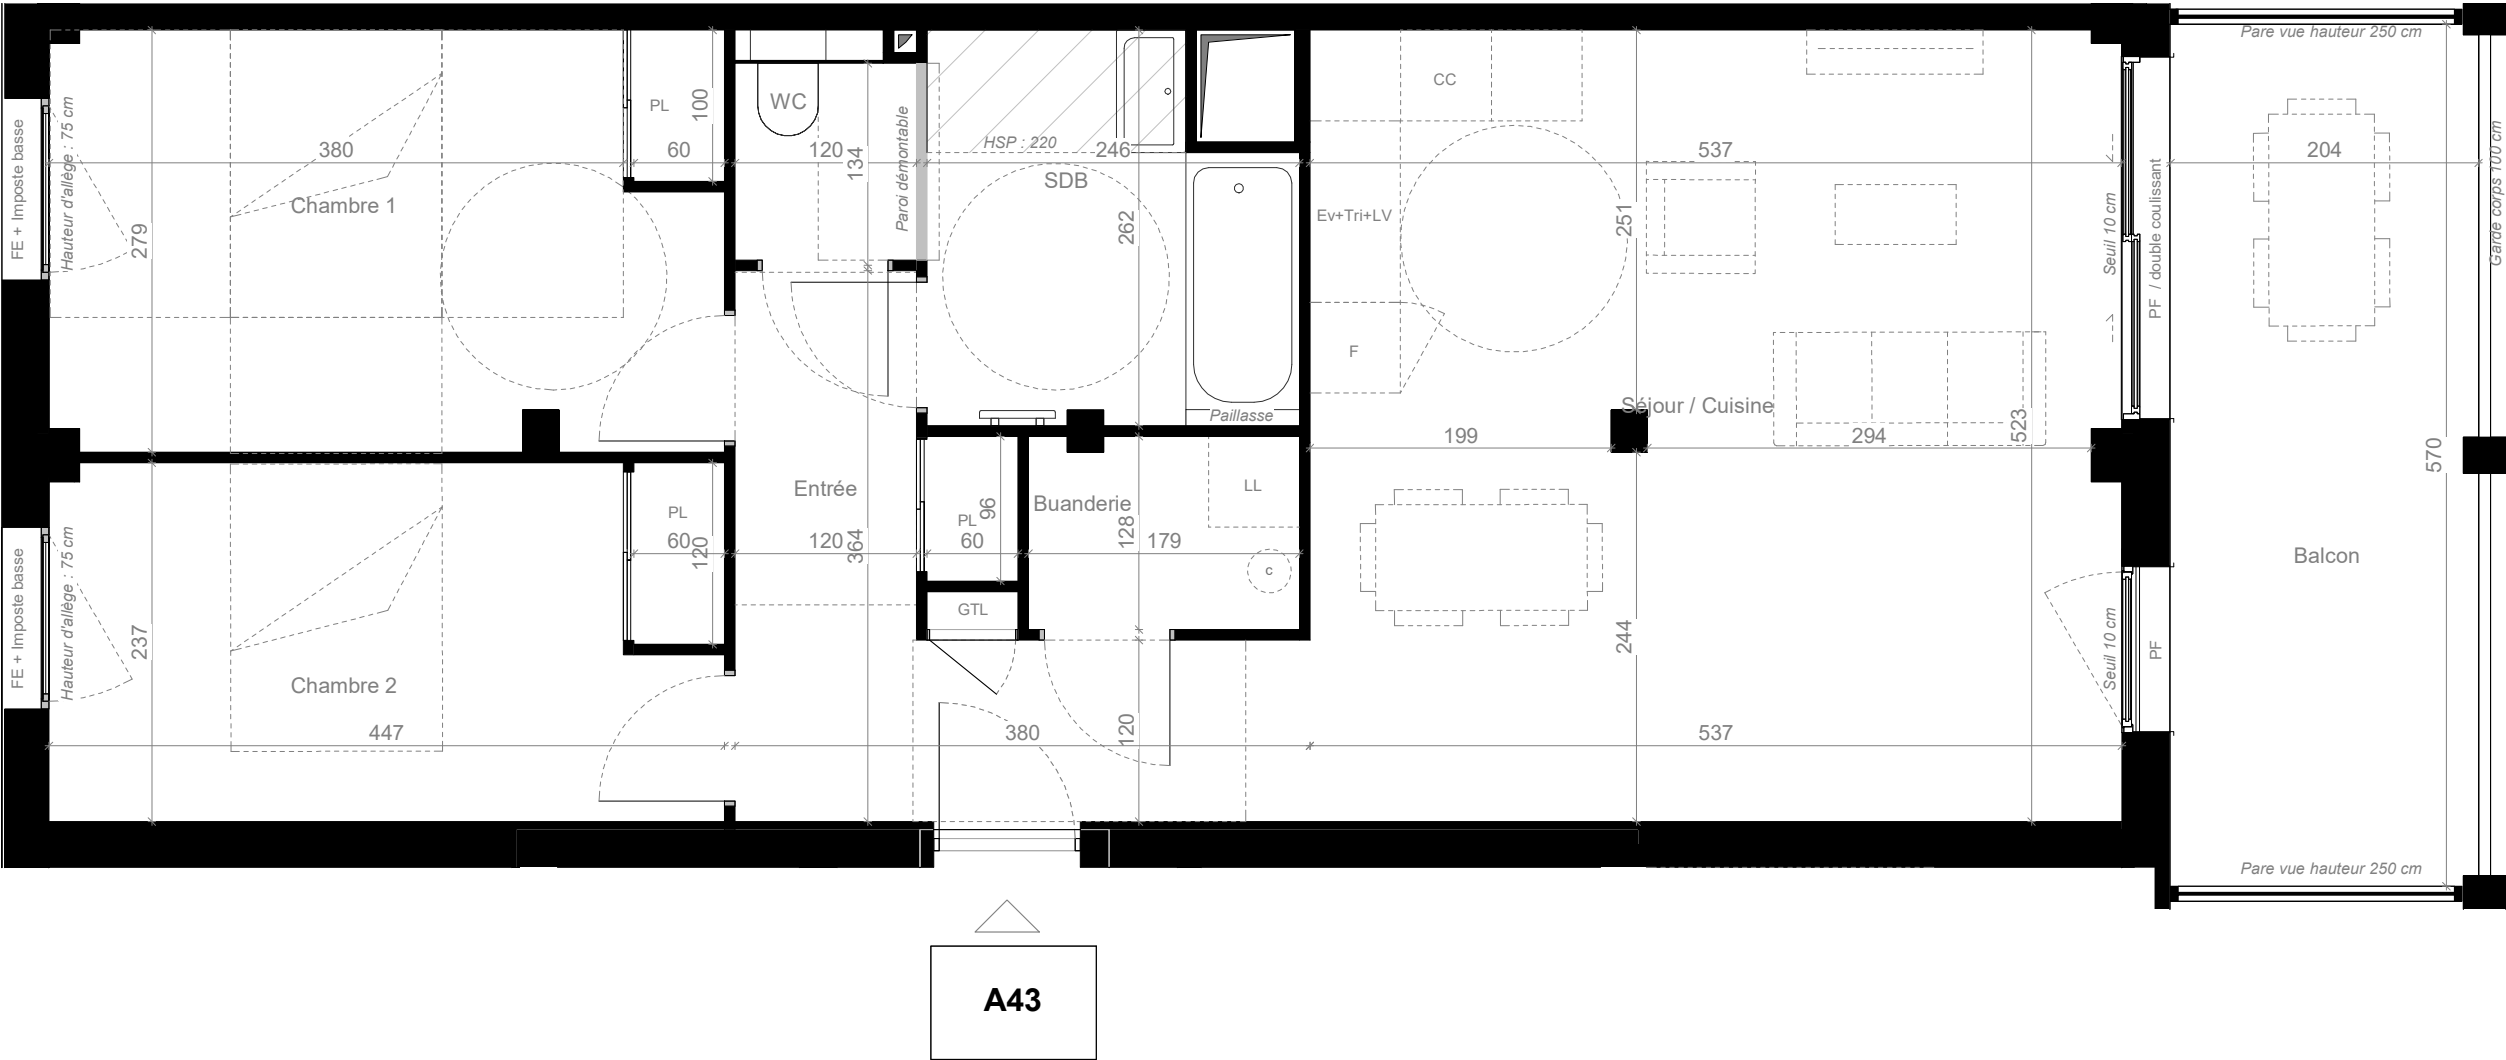 Pare vue hauteur 250 cm
FE + Imposte basse
Hauteur d'allège : 75 cm
380
279
Chambre 1
PL
60
100
WC
120
134
Paroi démontable
HSP : 220
246
SDB
262
Paillasse
CC
Ev+Tri+LV
F
251
537
Séjour / Cuisine
199
294
523
Seuil 10 cm
PF / double coulissant
204
Garde corps 100 cm
570
Balcon
FE + Imposte basse
Hauteur d'allège : 75 cm
237
Chambre 2
447
PL
60
120
Entrée
120
364
PL
60
96
GTL
Buanderie
128
179
LL
c
380
120
244
537
Seuil 10 cm
PF
Pare vue hauteur 250 cm
A43